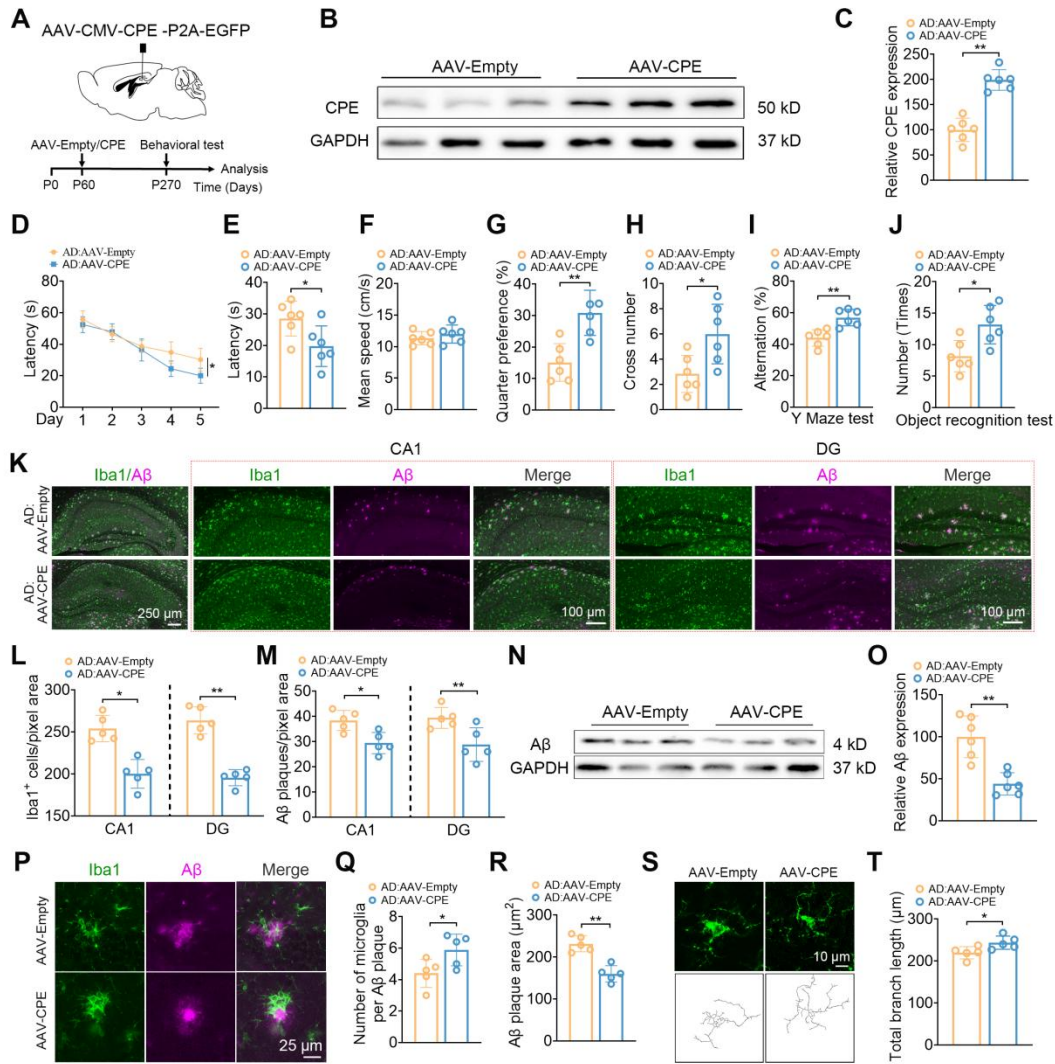 A
AAV-CMV-CPE -P2A-EGFP
AAV-Empty/CPE
Behavioral test
Analysis
P0
P60
P270
Time (Days)
B
AAV-Empty
AAV-CPE
CPE
50 kD
GAPDH
37 kD
C
AD:AAV-Empty
AD:AAV-CPE
Relative CPE expression
250
200
150
100
50
0
**
D
AD:AAV-Empty
AD:AAV-CPE
Latency (s)
80
60
40
20
0
*
Day 1 2 3 4 5
E
AD:AAV-Empty
AD:AAV-CPE
Latency (s)
50
40
30
20
10
0
*
F
AD:AAV-Empty
AD:AAV-CPE
Mean speed (cm/s)
25
20
15
10
5
0
G
AD:AAV-Empty
AD:AAV-CPE
Quarter preference (%)
40
30
20
10
0
**
H
AD:AAV-Empty
AD:AAV-CPE
Cross number
10
8
6
4
2
0
*
I
AD:AAV-Empty
AD:AAV-CPE
Alternation (%)
80
60
40
20
0
**
Y Maze test
J
AD:AAV-Empty
AD:AAV-CPE
Number (Times)
20
15
10
5
0
*
Object recognition test
K
CA1
DG
Iba1/Aβ
Iba1
Aβ
Merge
Iba1
Aβ
Merge
AD:
AAV-Empty
AD:
AAV-CPE
250 μm
100 μm
100 μm
L
AD:AAV-Empty
AD:AAV-CPE
Iba1+ cells/pixel area
300
250
200
150
*
**
CA1
DG
M
AD:AAV-Empty
AD:AAV-CPE
Aβ plaques/pixel area
50
40
30
20
10
0
*
**
CA1
DG
N
AAV-Empty
AAV-CPE
Aβ
4 kD
GAPDH
37 kD
O
AD:AAV-Empty
AD:AAV-CPE
Relative Aβ expression
150
100
50
0
**
P
Iba1
Aβ
Merge
AAV-Empty
AAV-CPE
25 μm
Q
AD:AAV-Empty
AD:AAV-CPE
Number of microglia
per Aβ plaque
8
6
4
2
0
*
R
AD:AAV-Empty
AD:AAV-CPE
Aβ plaque area (μm²)
300
200
100
0
**
S
AAV-Empty
AAV-CPE
10 μm
T
AD:AAV-Empty
AD:AAV-CPE
Total branch length (μm)
300
250
200
150
100
50
0
*